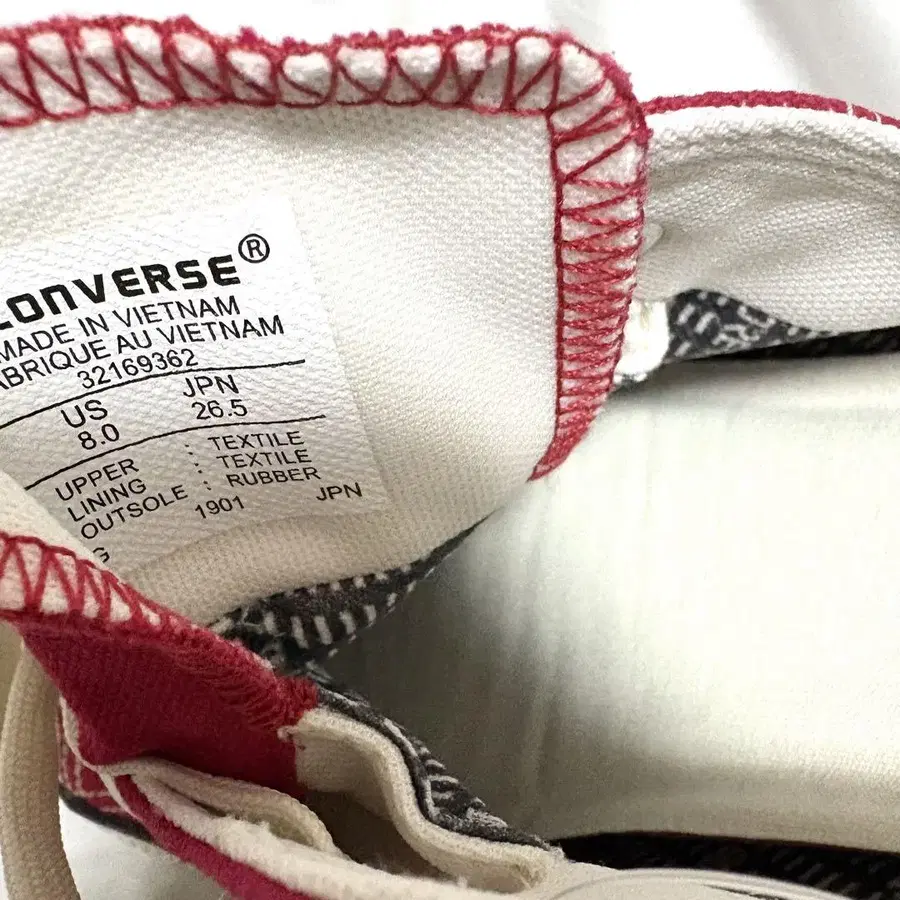 CONVERSE®
MADE IN VIETNAM
FABRIQUE AU VIETNAM
32169362
US JPN
8.0 26.5
UPPER : TEXTILE
LINING : TEXTILE
OUTSOLE : RUBBER
1901 JPN